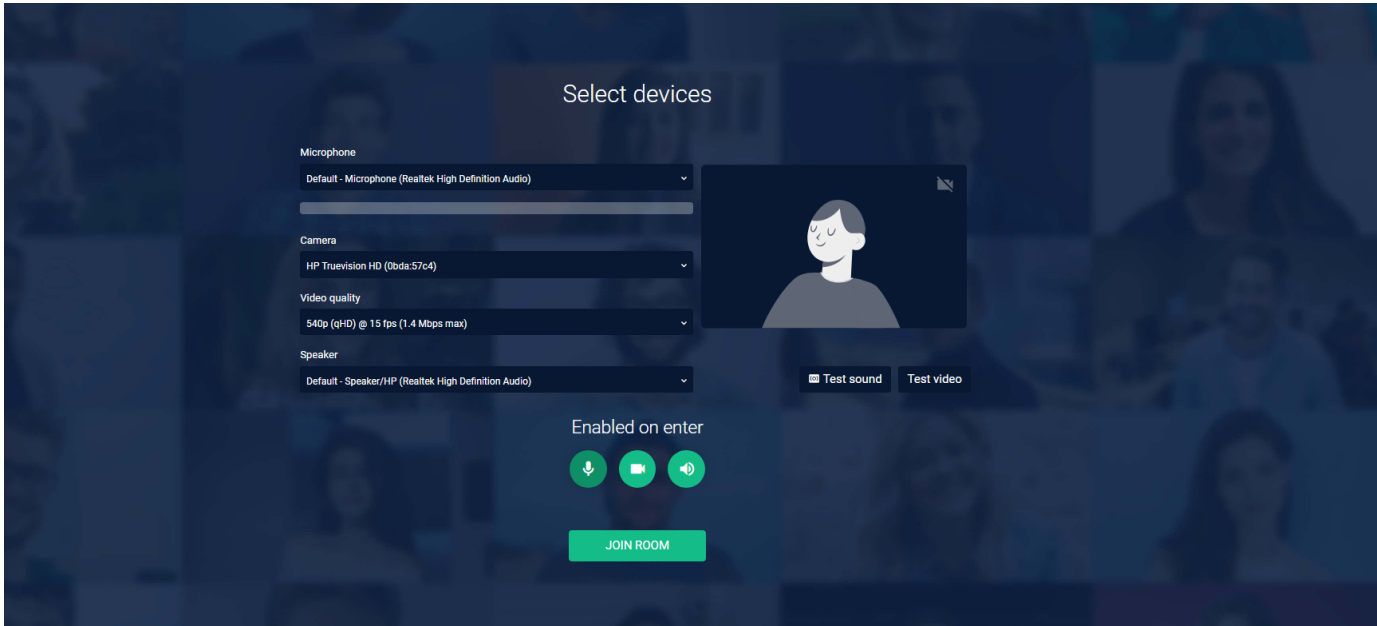 Select devices
Microphone
Default - Microphone (Realtek High Definition Audio)
Camera
HP Truevision HD (0bda:57c4)
Video quality
540p (qHD) @ 15 fps (1.4 Mbps max)
Speaker
Default - Speaker/HP (Realtek High Definition Audio)
Test sound
Test video
Enabled on enter
JOIN ROOM